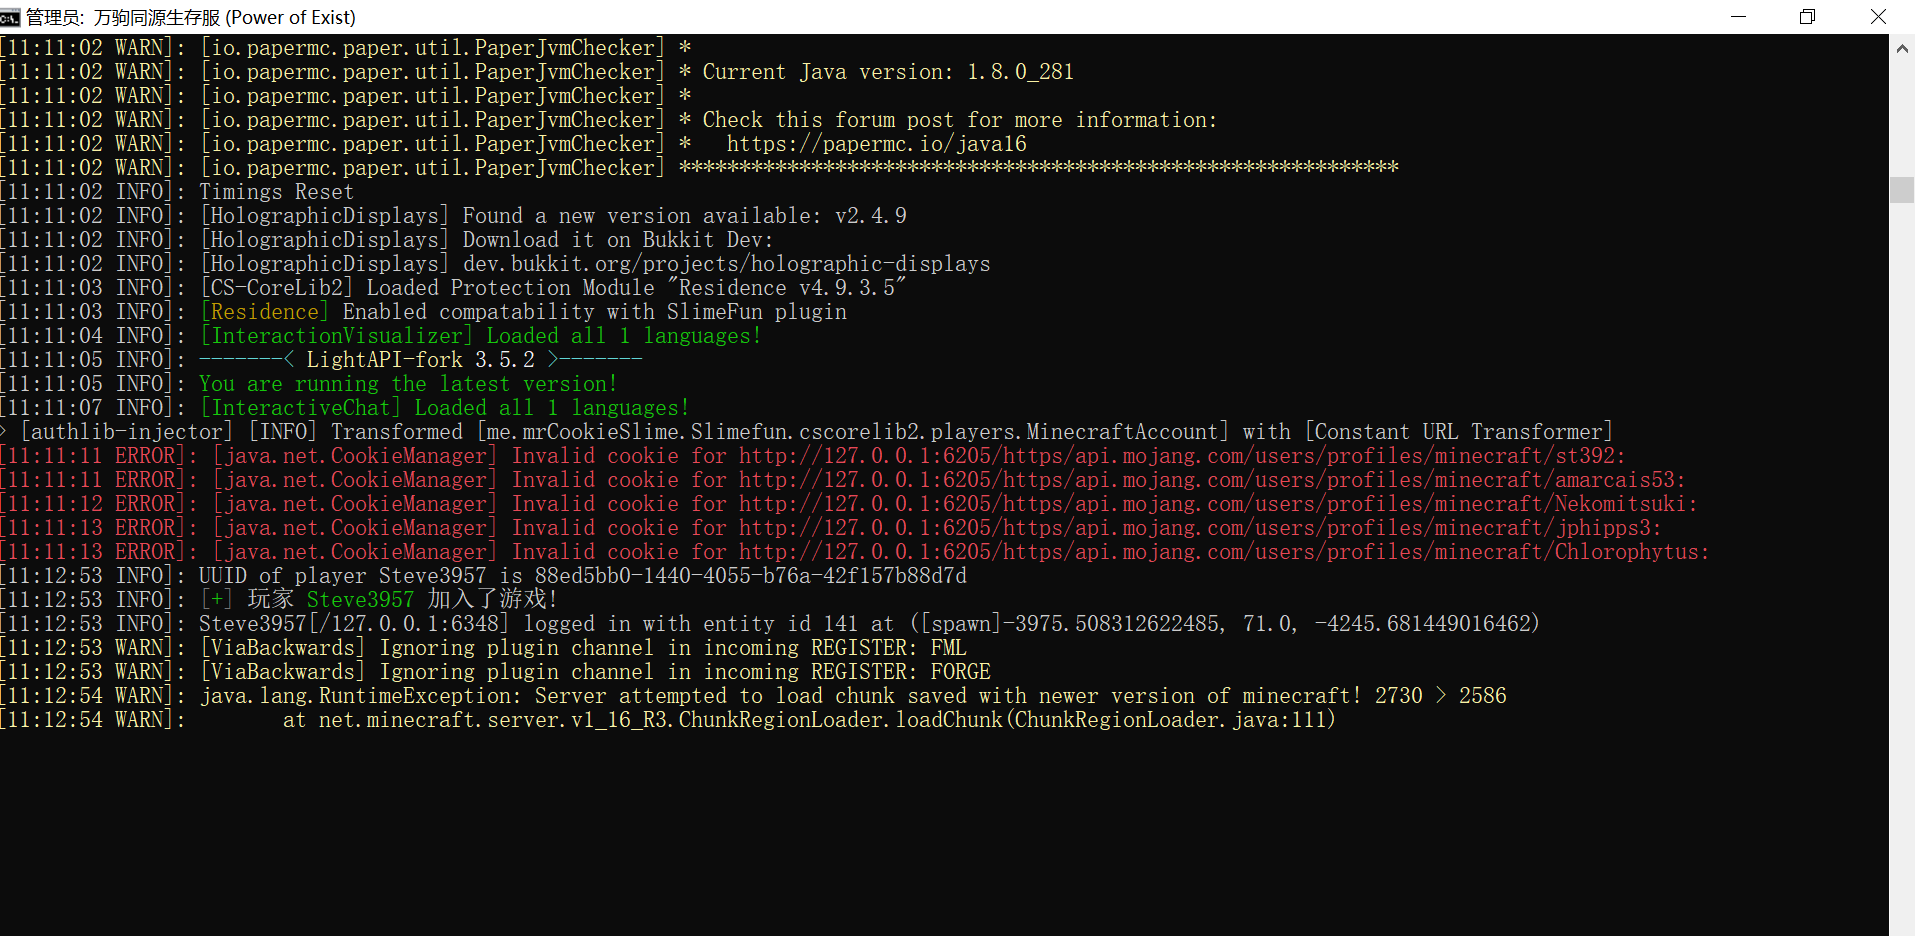 管理员: 万驹同源生存服 (Power of Exist)
[11:11:02 WARN]: [io.papermc.paper.util.PaperJvmChecker] *
[11:11:02 WARN]: [io.papermc.paper.util.PaperJvmChecker] * Current Java version: 1.8.0_281
[11:11:02 WARN]: [io.papermc.paper.util.PaperJvmChecker] *
[11:11:02 WARN]: [io.papermc.paper.util.PaperJvmChecker] * Check this forum post for more information:
[11:11:02 WARN]: [io.papermc.paper.util.PaperJvmChecker] *   https://papermc.io/java16
[11:11:02 WARN]: [io.papermc.paper.util.PaperJvmChecker] ************************************************************
[11:11:02 INFO]: Timings Reset
[11:11:02 INFO]: [HolographicDisplays] Found a new version available: v2.4.9
[11:11:02 INFO]: [HolographicDisplays] Download it on Bukkit Dev:
[11:11:02 INFO]: [HolographicDisplays] dev.bukkit.org/projects/holographic-displays
[11:11:03 INFO]: [CS-CoreLib2] Loaded Protection Module "Residence v4.9.3.5"
[11:11:03 INFO]: [Residence] Enabled compatability with SlimeFun plugin
[11:11:04 INFO]: [InteractionVisualizer] Loaded all 1 languages!
[11:11:05 INFO]: -------< LightAPI-fork 3.5.2 >-------
[11:11:05 INFO]: You are running the latest version!
[11:11:07 INFO]: [InteractiveChat] Loaded all 1 languages!
> [authlib-injector] [INFO] Transformed [me.mrCookieSlime.Slimefun.cscorelib2.players.MinecraftAccount] with [Constant URL Transformer]
[11:11:11 ERROR]: [java.net.CookieManager] Invalid cookie for http://127.0.0.1:6205/https/api.mojang.com/users/profiles/minecraft/st392:
[11:11:11 ERROR]: [java.net.CookieManager] Invalid cookie for http://127.0.0.1:6205/https/api.mojang.com/users/profiles/minecraft/amarcais53:
[11:11:12 ERROR]: [java.net.CookieManager] Invalid cookie for http://127.0.0.1:6205/https/api.mojang.com/users/profiles/minecraft/Nekomitsuki:
[11:11:13 ERROR]: [java.net.CookieManager] Invalid cookie for http://127.0.0.1:6205/https/api.mojang.com/users/profiles/minecraft/jphipps3:
[11:11:13 ERROR]: [java.net.CookieManager] Invalid cookie for http://127.0.0.1:6205/https/api.mojang.com/users/profiles/minecraft/Chlorophytus:
[11:12:53 INFO]: UUID of player Steve3957 is 88ed5bb0-1440-4055-b76a-42f157b88d7d
[11:12:53 INFO]: [+] 玩家 Steve3957 加入了游戏!
[11:12:53 INFO]: Steve3957[/127.0.0.1:6348] logged in with entity id 141 at ([spawn]-3975.508312622485, 71.0, -4245.681449016462)
[11:12:53 WARN]: [ViaBackwards] Ignoring plugin channel in incoming REGISTER: FML
[11:12:53 WARN]: [ViaBackwards] Ignoring plugin channel in incoming REGISTER: FORGE
[11:12:54 WARN]: java.lang.RuntimeException: Server attempted to load chunk saved with newer version of minecraft! 2730 > 2586
[11:12:54 WARN]:        at net.minecraft.server.v1_16_R3.ChunkRegionLoader.loadChunk(ChunkRegionLoader.java:111)